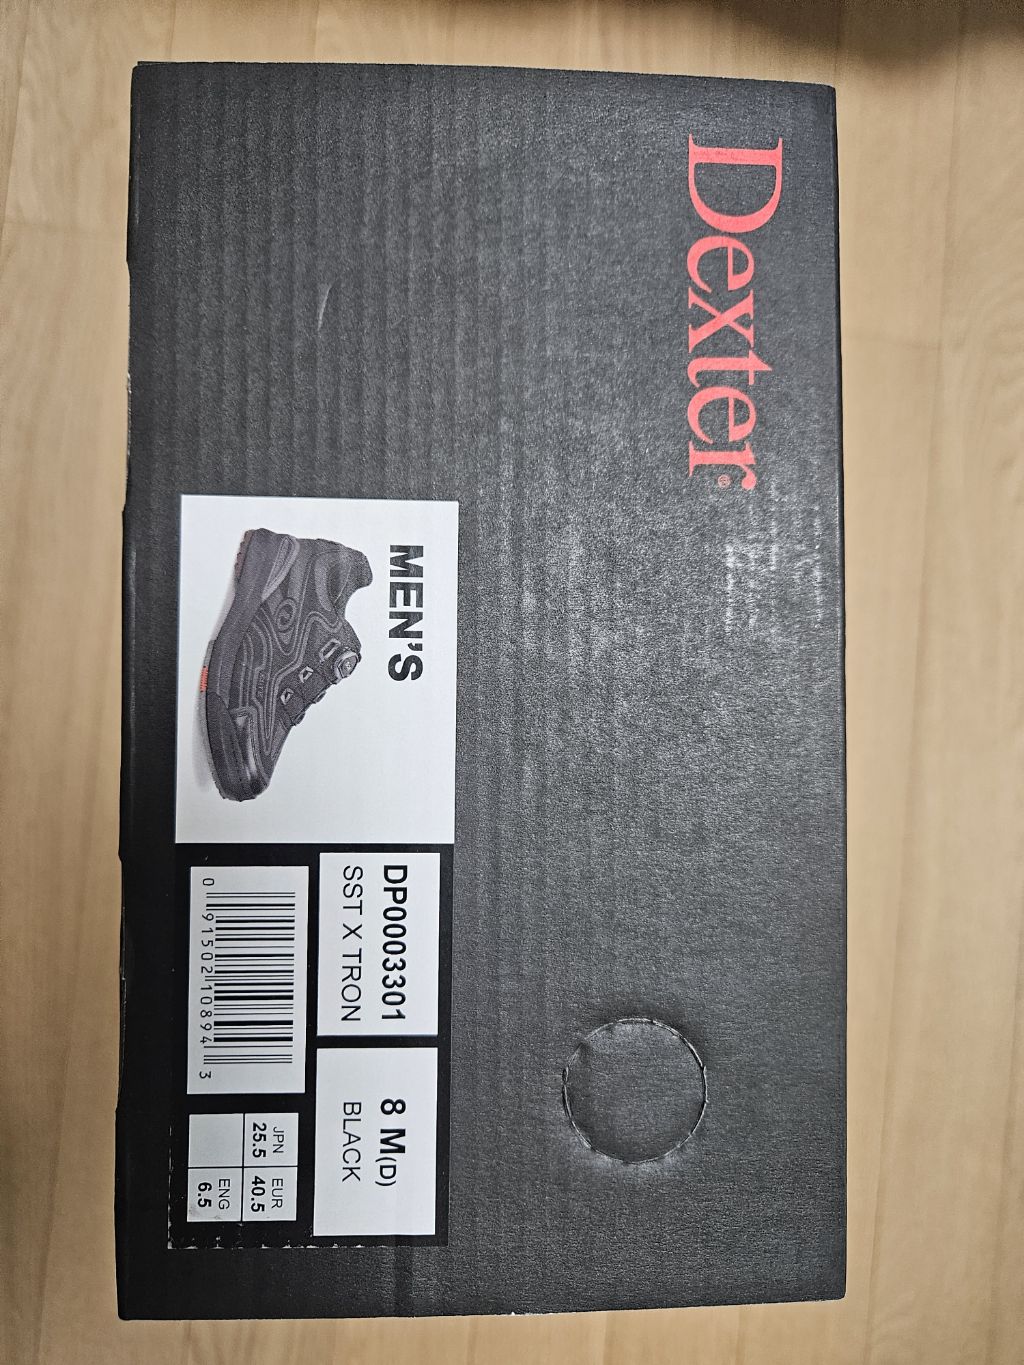 Dexter®
MEN'S
DP0003301
SST X TRON
8 M(D)
BLACK
0 91502 10894 3
JPN EUR
25.5 40.5
ENG
6.5